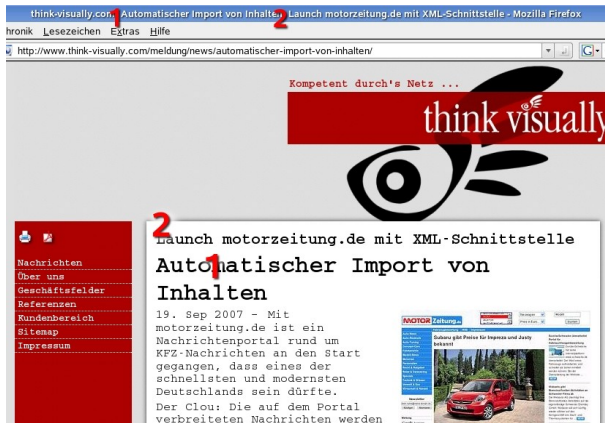 think-visually.com: Automatischer Import von Inhalten: Launch motorzeitung.de mit XML-Schnittstelle - Mozilla Firefox
1
2
hronik Lesezeichen Extras Hilfe
http://www.think-visually.com/meldung/news/automatischer-import-von-inhalten/
G
Kompetent durch's Netz ...
think visually
2
Launch motorzeitung.de mit XML-Schnittstelle
1
Automatischer Import von
Inhalten
Nachrichten
Über uns
Geschäftsfelder
Referenzen
Kundenbereich
Sitemap
Impressum
19. Sep 2007 - Mit
motorzeitung.de ist ein
Nachrichtenportal rund um
KFZ-Nachrichten an den Start
gegangen, dass eines der
schnellsten und modernsten
Deutschlands sein dürfte.
Der Clou: Die auf dem Portal
verbreiteten Nachrichten werden
MOTOR Zeitung.de
Subaru gibt Preise für Impreza und Justy
bekannt